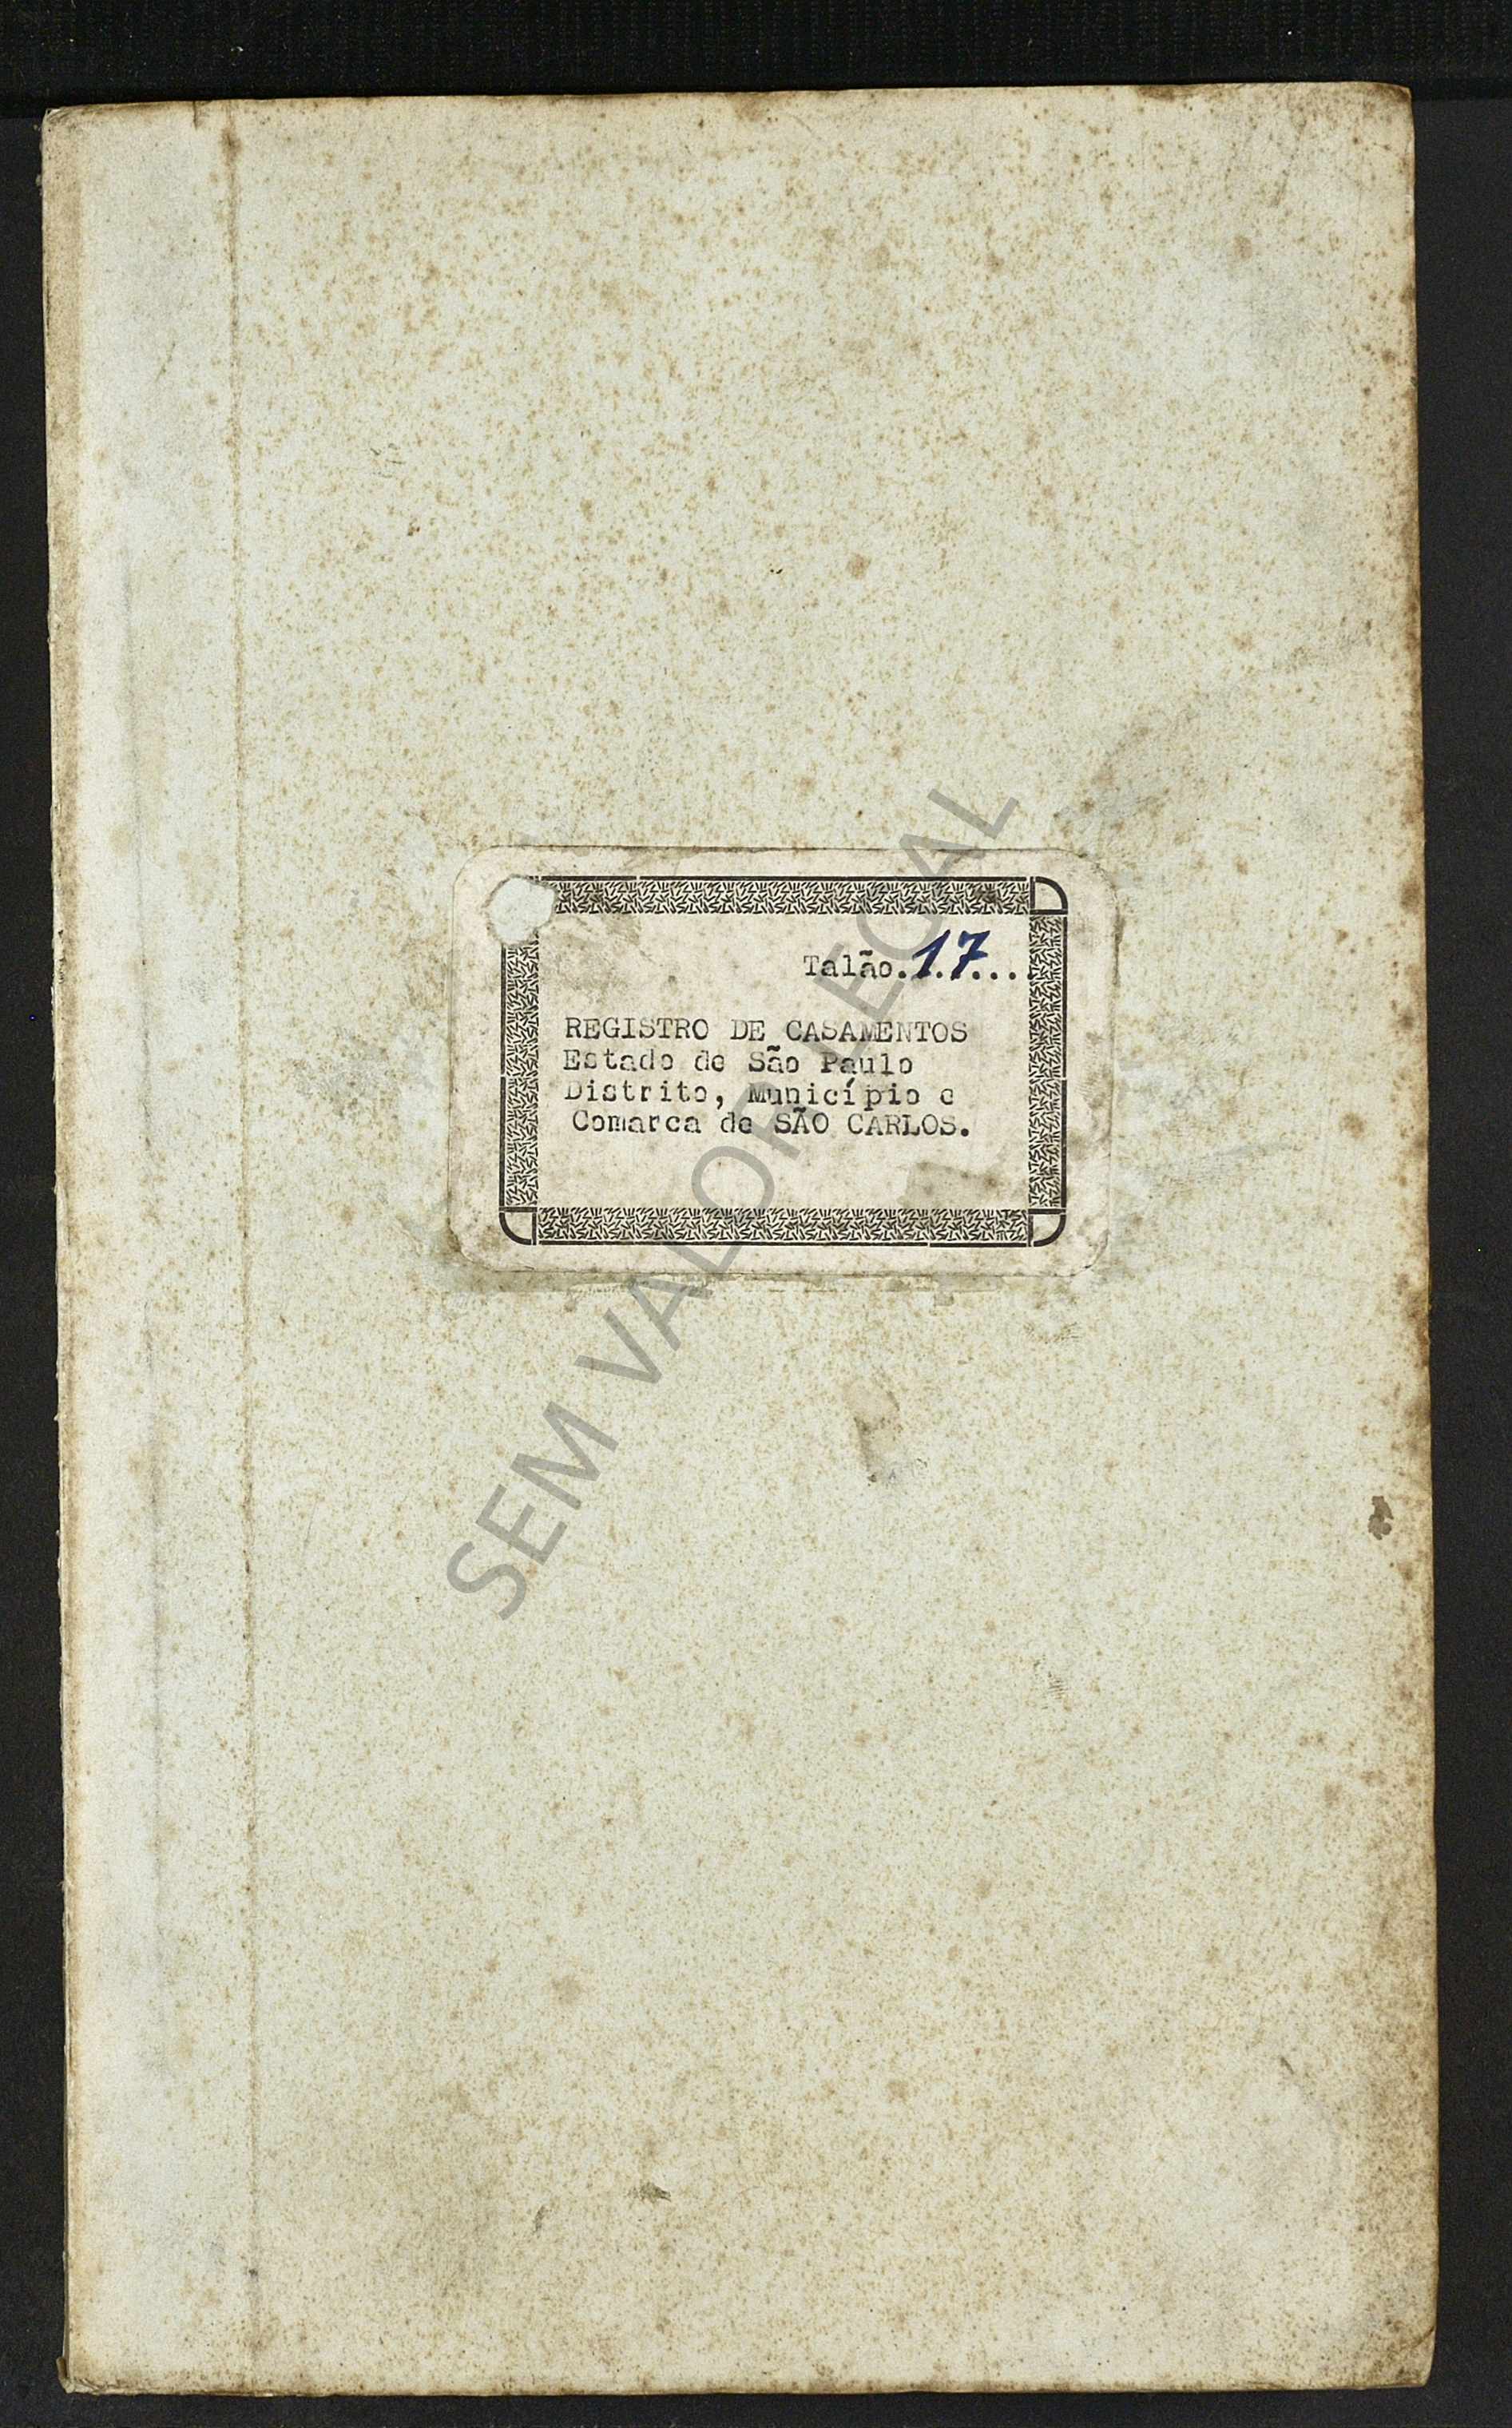 Talão.17....
REGISTRO DE CASAMENTOS
Estado de São Paulo
Distrito, Município e
Comarca de SÃO CARLOS.
SEM VALOR LEGAL